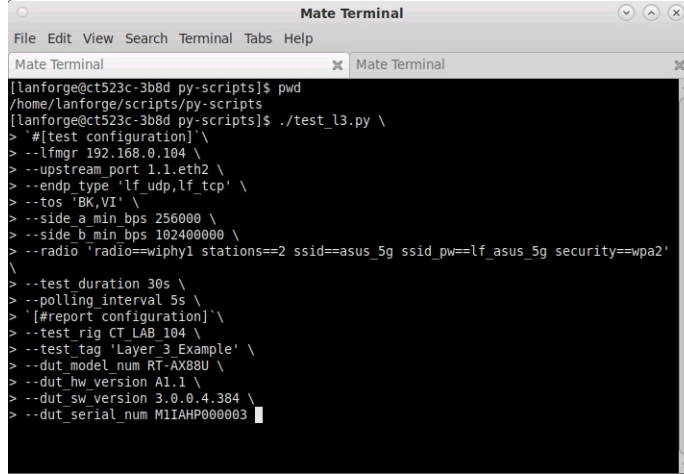 Mate Terminal
File Edit View Search Terminal Tabs Help
Mate Terminal Mate Terminal
[lanforge@ct523c-3b8d py-scripts]$ pwd
/home/lanforge/scripts/py-scripts
[lanforge@ct523c-3b8d py-scripts]$ ./test_l3.py \
> `#[test configuration]`\
> --lfmgr 192.168.0.104 \
> --upstream_port 1.1.eth2 \
> --endp_type 'lf_udp,lf_tcp' \
> --tos 'BK,VI' \
> --side_a_min_bps 256000 \
> --side_b_min_bps 102400000 \
> --radio 'radio==wiphy1 stations==2 ssid==asus_5g ssid_pw==lf_asus_5g security==wpa2'
\
> --test_duration 30s \
> --polling_interval 5s \
> `[#report configuration]`\
> --test_rig CT_LAB_104 \
> --test_tag 'Layer_3_Example' \
> --dut_model_num RT-AX88U \
> --dut_hw_version A1.1 \
> --dut_sw_version 3.0.0.4.384 \
> --dut_serial_num M1IAHP000003